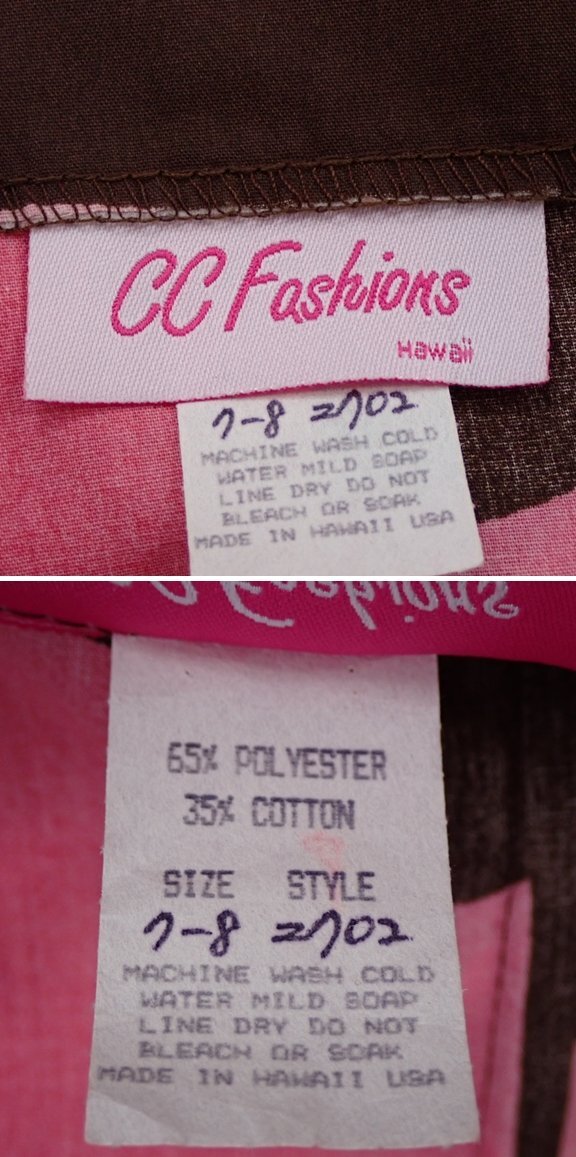 CC Fashions
Hawaii
7-8 2702
MACHINE WASH COLD
WATER MILD SOAP
LINE DRY DO NOT
BLEACH OR SOAK
MADE IN HAWAII USA
Fashions
65% POLYESTER
35% COTTON
SIZE STYLE
7-8 2702
MACHINE WASH COLD
WATER MILD SOAP
LINE DRY DO NOT
BLEACH OR SOAK
MADE IN HAWAII USA